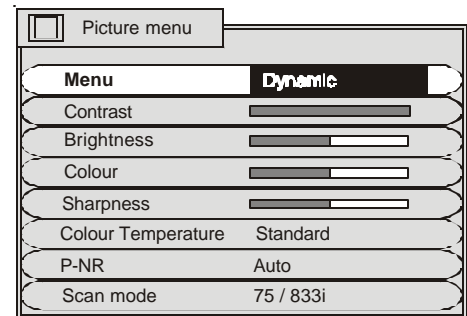 Picture menu
Menu Dynamic
Contrast
Brightness
Colour
Sharpness
Colour Temperature Standard
P-NR Auto
Scan mode 75 / 833i